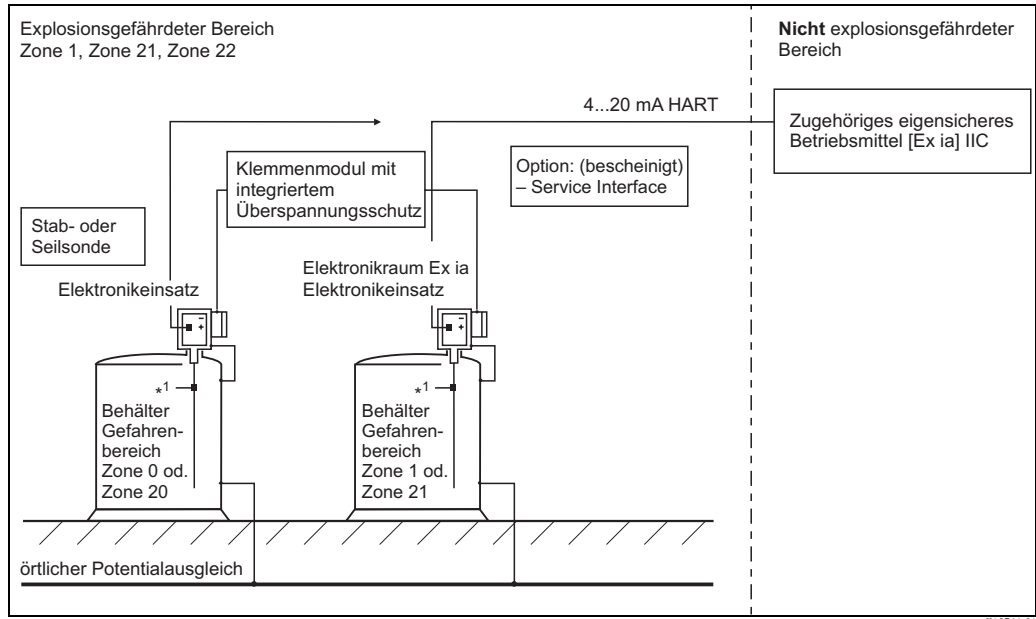 Explosionsgefährdeter Bereich
Zone 1, Zone 21, Zone 22
Nicht explosionsgefährdeter
Bereich
4...20 mA HART
Zugehöriges eigensicheres
Betriebsmittel [Ex ia] IIC
Klemmenmodul mit
integriertem
Überspannungsschutz
Option: (bescheinigt)
– Service Interface
Stab- oder
Seilsonde
Elektronikeinsatz
Elektronikraum Ex ia
Elektronikeinsatz
–
+
–
+
*1
Behälter
Gefahren-
bereich
Zone 0 od.
Zone 20
*1
Behälter
Gefahren-
bereich
Zone 1 od.
Zone 21
örtlicher Potentialausgleich